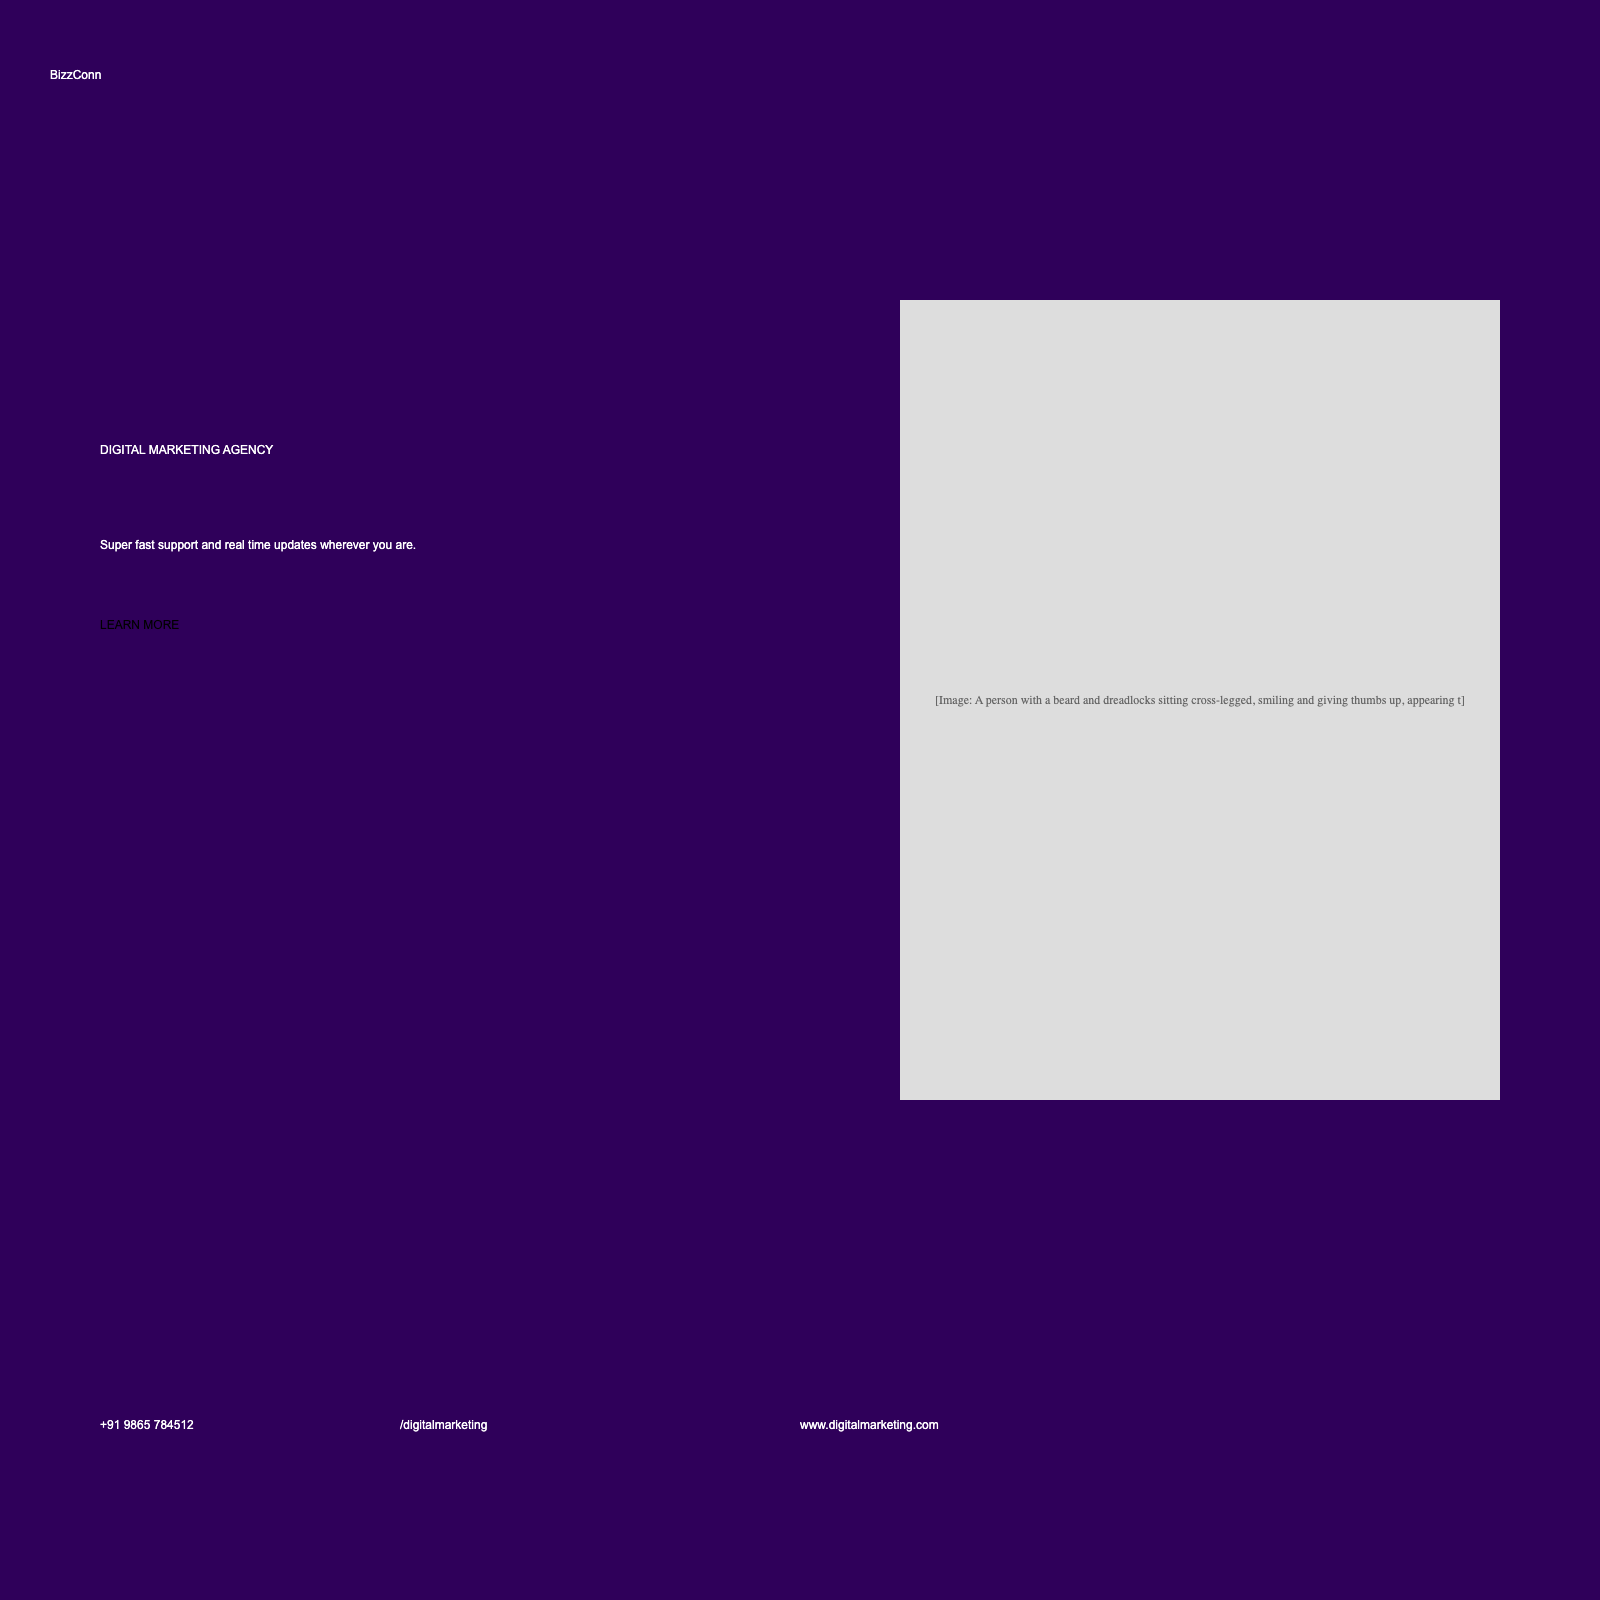 BizzConn
DIGITAL MARKETING AGENCY
Super fast support and real time updates wherever you are.
LEARN MORE
[Image: A person with a beard and dreadlocks sitting cross-legged, smiling and giving thumbs up, appearing t]
+91 9865 784512
/digitalmarketing
www.digitalmarketing.com